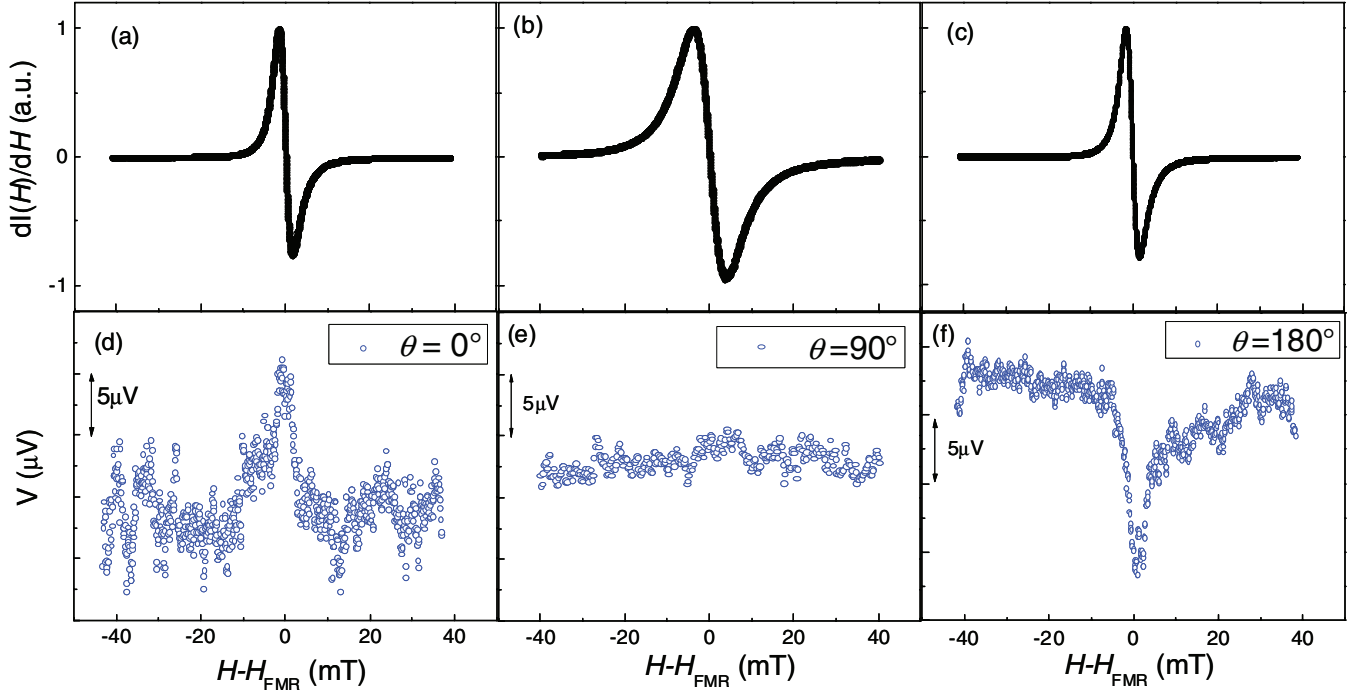 (a)
(b)
(c)
dI(H)/dH (a.u.)
1
0
-1
(d)
θ = 0°
(e)
θ =90°
(f)
θ =180°
5μV
5μV
5μV
V (μV)
-40 -20 0 20 40
-40 -20 0 20 40
-40 -20 0 20 40
H-H_FMR (mT)
H-H_FMR (mT)
H-H_FMR (mT)